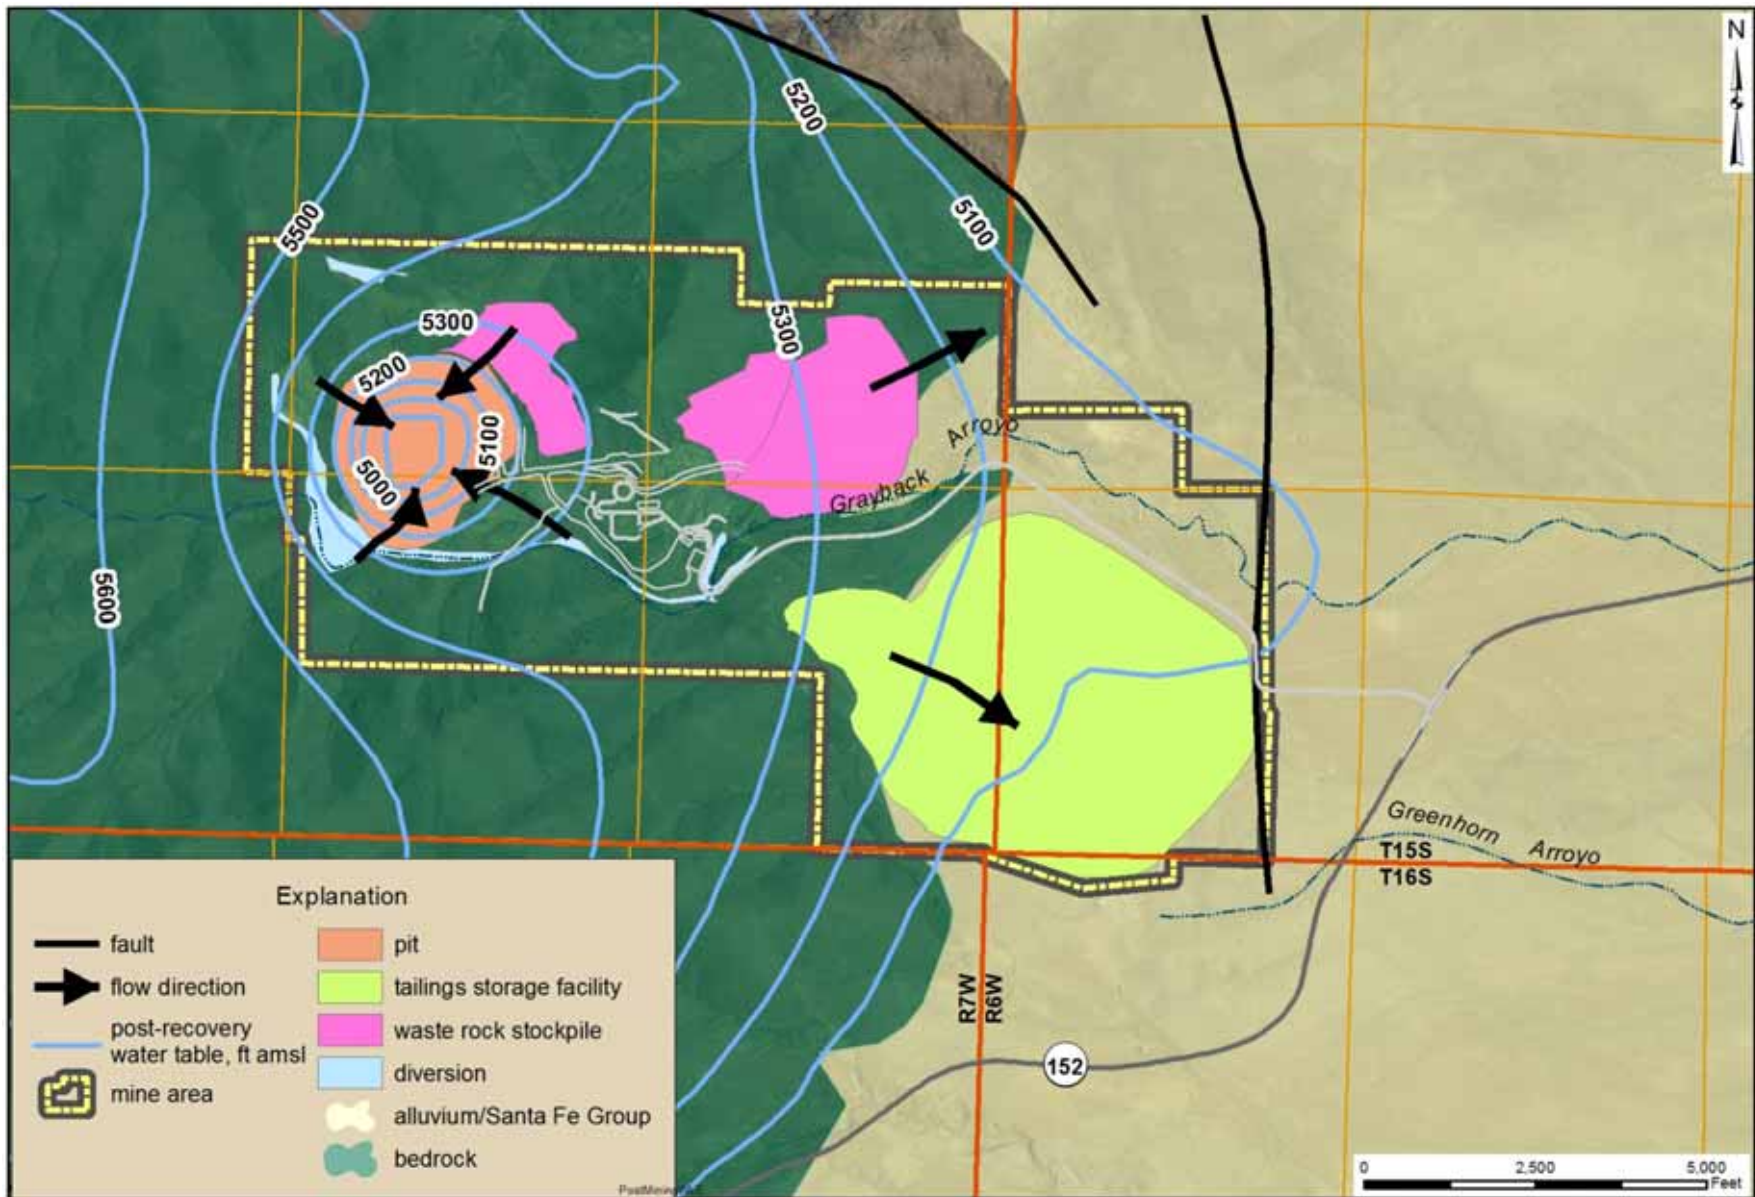 N
5200
5100
5500
5300
5300
5200
5100
5000
Grayback
Arroyo
5600
Greenhorn
Arroyo
T15S
T16S
R7W
R6W
152
Explanation
fault
flow direction
post-recovery
water table, ft amsl
mine area
pit
tailings storage facility
waste rock stockpile
diversion
alluvium/Santa Fe Group
bedrock
0
2,500
5,000
Feet